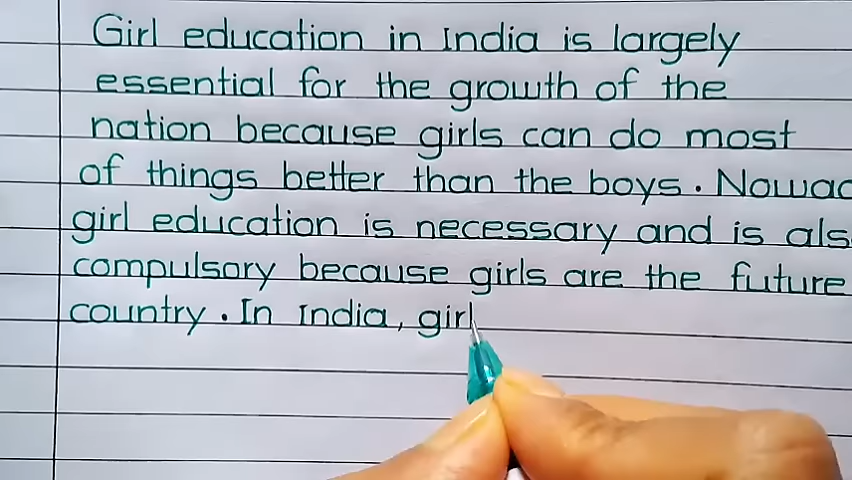 Girl education in India is largely
essential for the growth of the
nation because girls can do most
of things better than the boys. Nowad
girl education is necessary and is als
compulsory because girls are the future
country. In India, girl